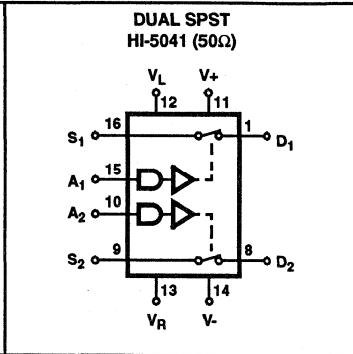 DUAL SPST
HI-5041 (50Ω)
VL V+
12 11
S1 16 1 D1
A1 15
A2 10
S2 9 8 D2
13 14
VR V-